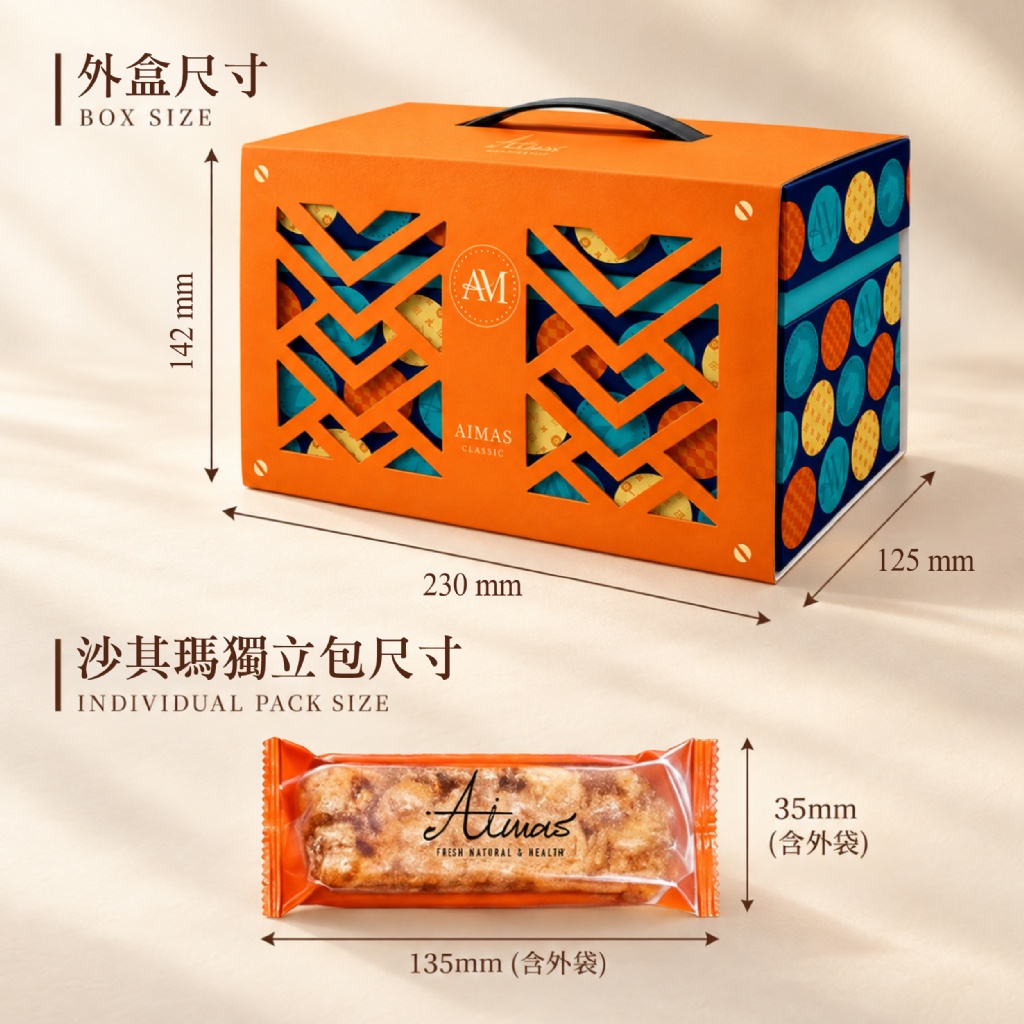 外盒尺寸
BOX SIZE
Aimas
142 mm
AM
AIMAS
CLASSIC
230 mm
125 mm
沙其瑪獨立包尺寸
INDIVIDUAL PACK SIZE
Aimas
FRESH NATURAL & HEALTH
35mm
(含外袋)
135mm (含外袋)